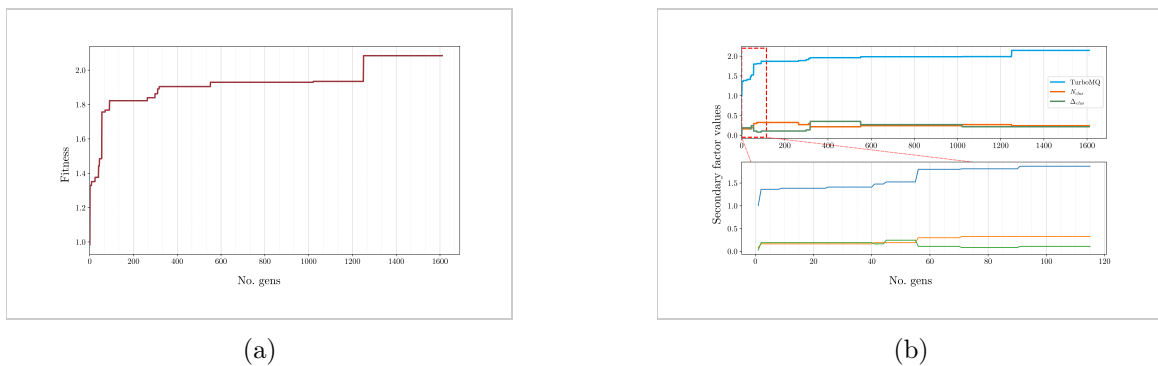 Fitness
2.0
1.8
1.6
1.4
1.2
1.0
0 200 400 600 800 1000 1200 1400 1600
No. gens
(a)
Secondary factor values
2.0
1.5
1.0
0.5
0.0
TurboMQ
N_clus
Δ_clus
0 200 400 600 800 1000 1200 1400 1600
1.5
1.0
0.5
0.0
0 20 40 60 80 100 120
No. gens
(b)